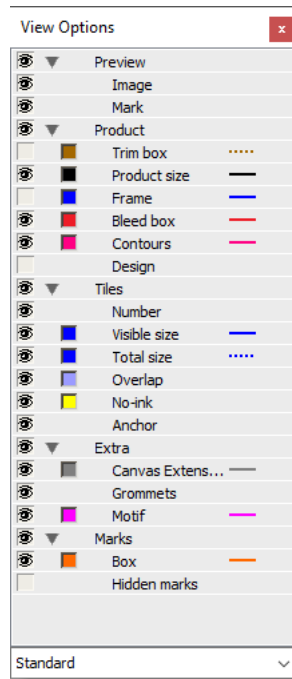 View Options
x
Preview
Image
Mark
Product
Trim box
Product size
Frame
Bleed box
Contours
Design
Tiles
Number
Visible size
Total size
Overlap
No-ink
Anchor
Extra
Canvas Extens...
Grommets
Motif
Marks
Box
Hidden marks
Standard